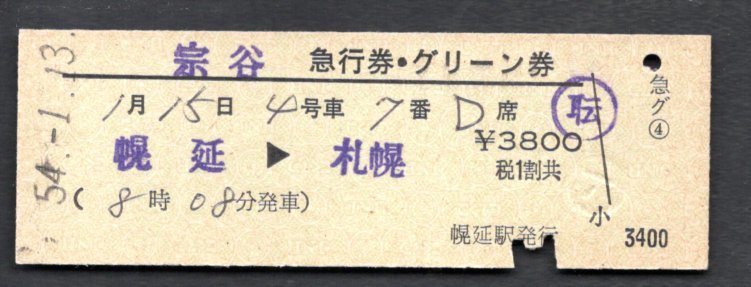 宗谷 急行券・グリーン券
1月15日 4号車 7番 D席
幌延 ▶ 札幌
¥3800
税1割共
(8時08分発車)
幌延駅発行
小
3400
急グ④
54.-1.13.